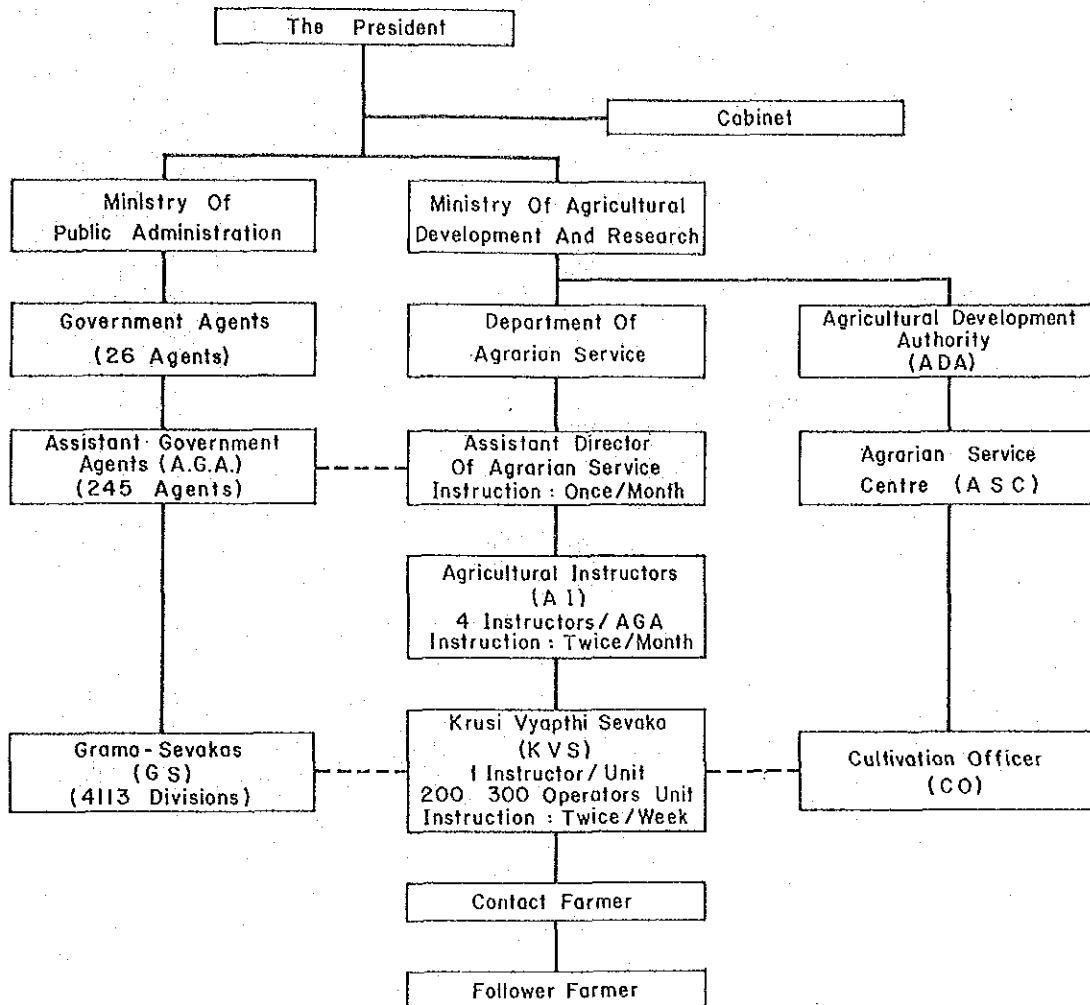 The President
Cabinet
Ministry Of
Public Administration
Ministry Of Agricultural
Development And Research
Government Agents
(26 Agents)
Department Of
Agrarian Service
Agricultural Development
Authority
(ADA)
Assistant Government
Agents (A.G.A.)
(245 Agents)
Assistant Director
Of Agrarian Service
Instruction : Once/Month
Agrarian Service
Centre (ASC)
Agricultural Instructors
(AI)
4 Instructors/AGA
Instruction : Twice/Month
Grama-Sevakas
(GS)
(4113 Divisions)
Krusi Vyapthi Sevaka
(KVS)
1 Instructor/Unit
200 300 Operators Unit
Instruction : Twice/Week
Cultivation Officer
(CO)
Contact Farmer
Follower Farmer